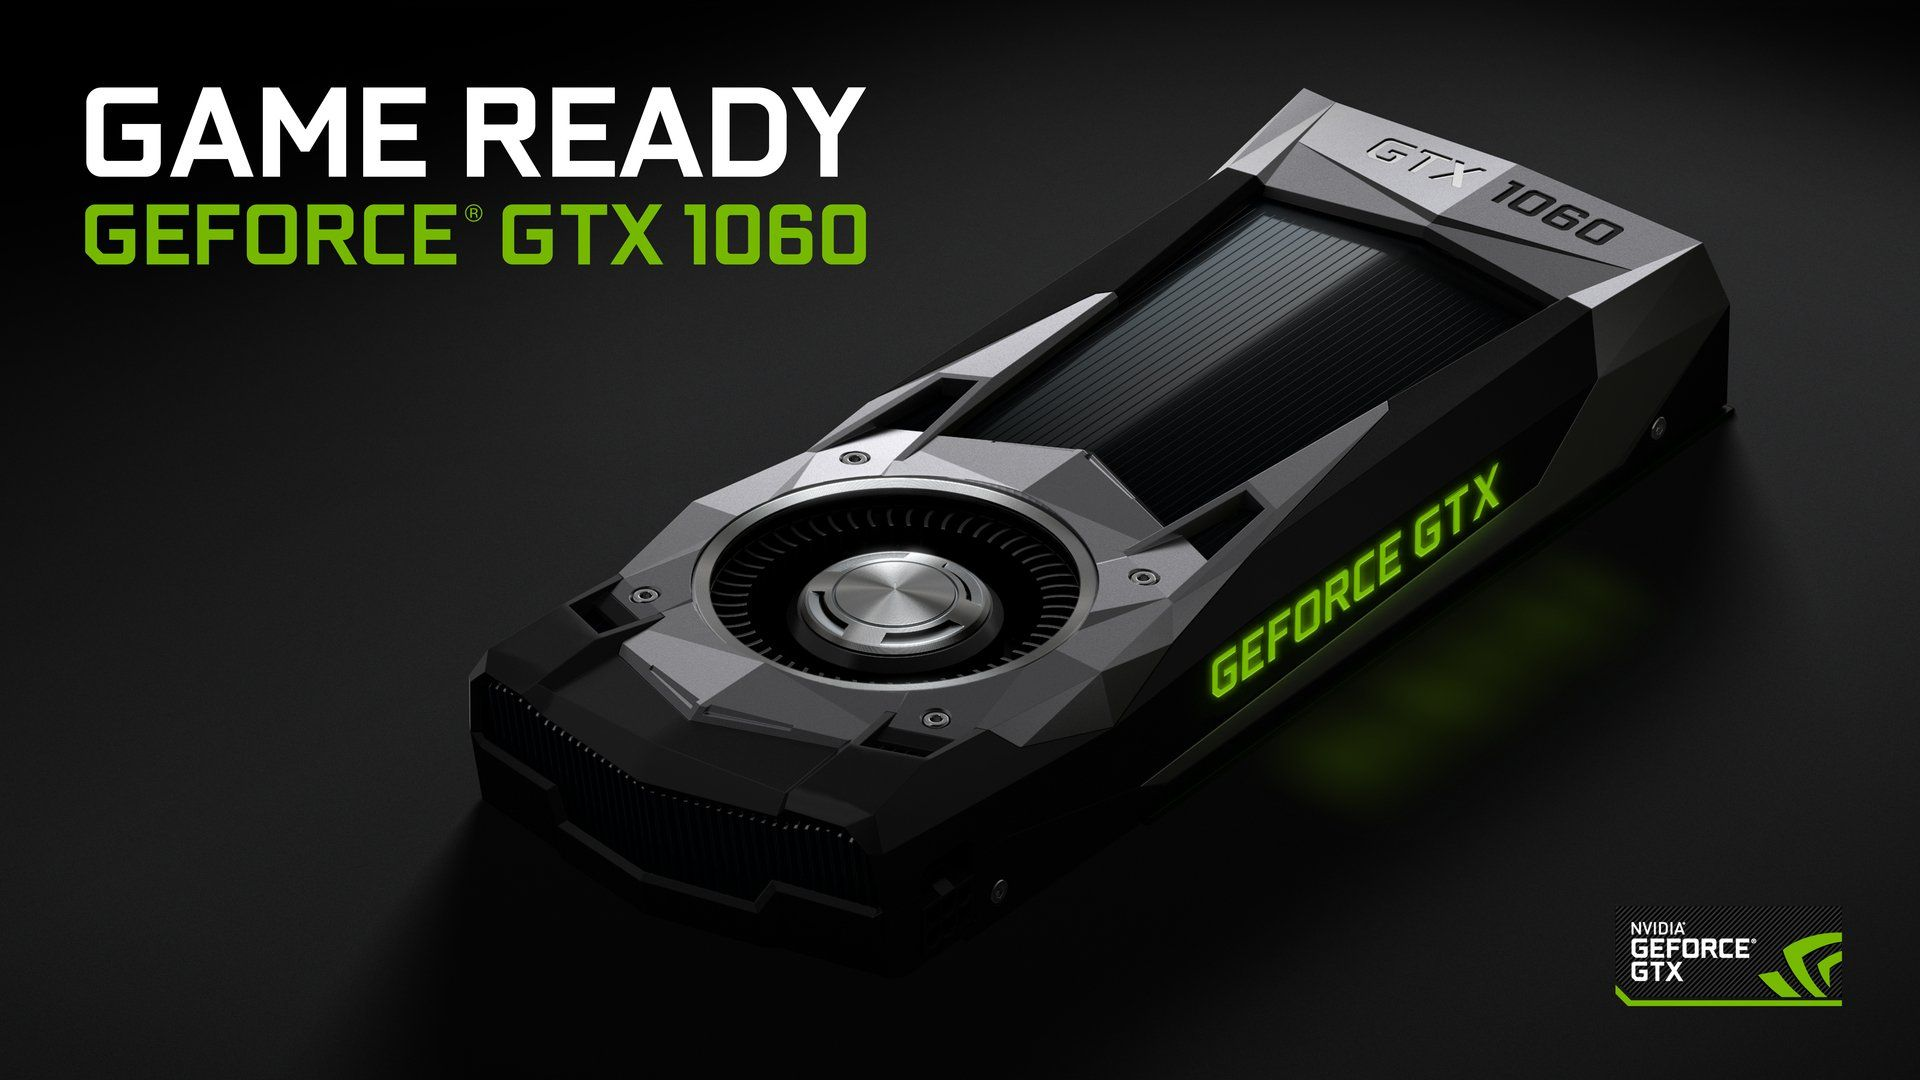 GAME READY
GEFORCE® GTX 1060
GTX 1060
GEFORCE GTX
NVIDIA®
GEFORCE®
GTX